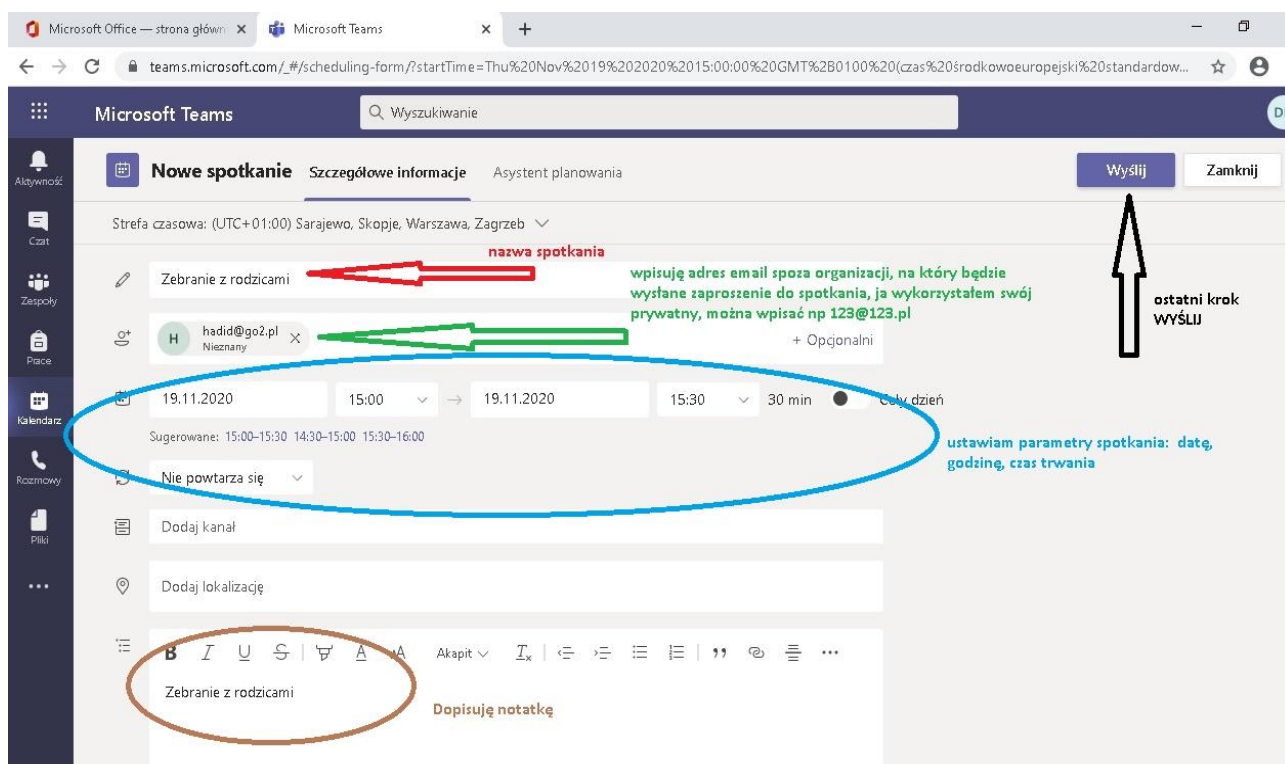 Microsoft Office — strona główn
Microsoft Teams
teams.microsoft.com/_#/scheduling-form/?startTime=Thu%20Nov%2019%202020%2015:00:00%20GMT%2B0100%20(czas%20środkowoeuropejski%20standardow...
Microsoft Teams
Wyszukiwanie
Aktywność
Czat
Zespoły
Prace
Kalendarz
Rozmowy
Pliki
Nowe spotkanie Szczegółowe informacje Asystent planowania
Wyślij Zamknij
Strefa czasowa: (UTC+01:00) Sarajewo, Skopje, Warszawa, Zagrzeb
nazwa spotkania
Zebranie z rodzicami
wpisuję adres email spoza organizacji, na który będzie
wysłane zaproszenie do spotkania, ja wykorzystałem swój
prywatny, można wpisać np 123@123.pl
ostatni krok
WYŚLIJ
H hadid@go2.pl
Nieznany
+ Opcjonalni
19.11.2020 15:00 → 19.11.2020 15:30 30 min Cały dzień
Sugerowane: 15:00–15:30 14:30–15:00 15:30–16:00
ustawiam parametry spotkania: datę,
godzinę, czas trwania
Nie powtarza się
Dodaj kanał
Dodaj lokalizację
B I U S A A Akapit
Zebranie z rodzicami
Dopisuję notatkę